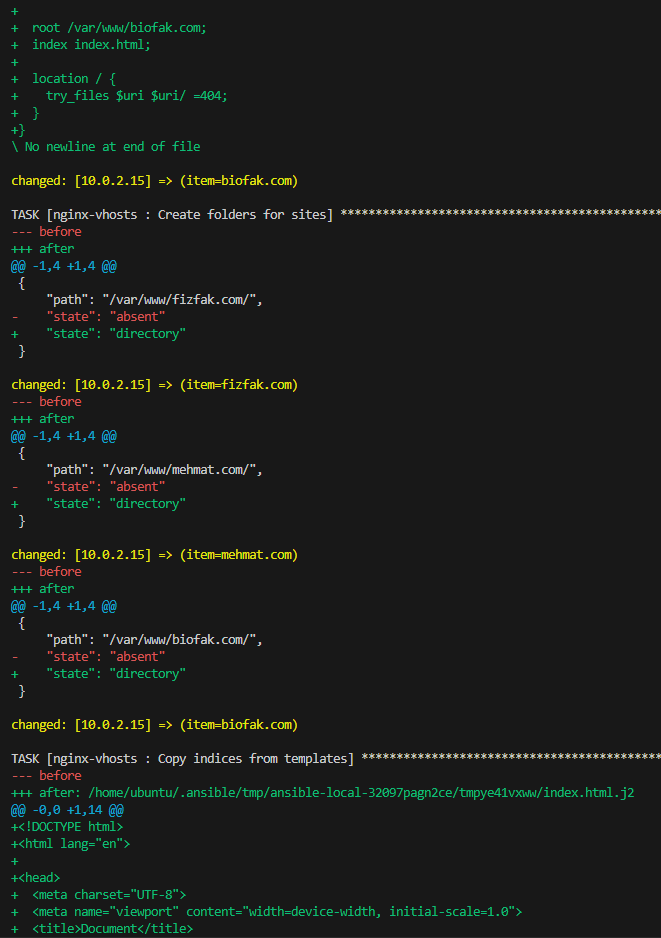 +
+  root /var/www/biofak.com;
+  index index.html;
+
+  location / {
+    try_files $uri $uri/ =404;
+  }
+}
\ No newline at end of file

changed: [10.0.2.15] => (item=biofak.com)

TASK [nginx-vhosts : Create folders for sites] **********************************************
--- before
+++ after
@@ -1,4 +1,4 @@
 {
     "path": "/var/www/fizfak.com/",
-    "state": "absent"
+    "state": "directory"
 }

changed: [10.0.2.15] => (item=fizfak.com)
--- before
+++ after
@@ -1,4 +1,4 @@
 {
     "path": "/var/www/mehmat.com/",
-    "state": "absent"
+    "state": "directory"
 }

changed: [10.0.2.15] => (item=mehmat.com)
--- before
+++ after
@@ -1,4 +1,4 @@
 {
     "path": "/var/www/biofak.com/",
-    "state": "absent"
+    "state": "directory"
 }

changed: [10.0.2.15] => (item=biofak.com)

TASK [nginx-vhosts : Copy indices from templates] *******************************************
--- before
+++ after: /home/ubuntu/.ansible/tmp/ansible-local-32097pagn2ce/tmpye41vxww/index.html.j2
@@ -0,0 +1,14 @@
+<!DOCTYPE html>
+<html lang="en">
+
+<head>
+  <meta charset="UTF-8">
+  <meta name="viewport" content="width=device-width, initial-scale=1.0">
+  <title>Document</title>